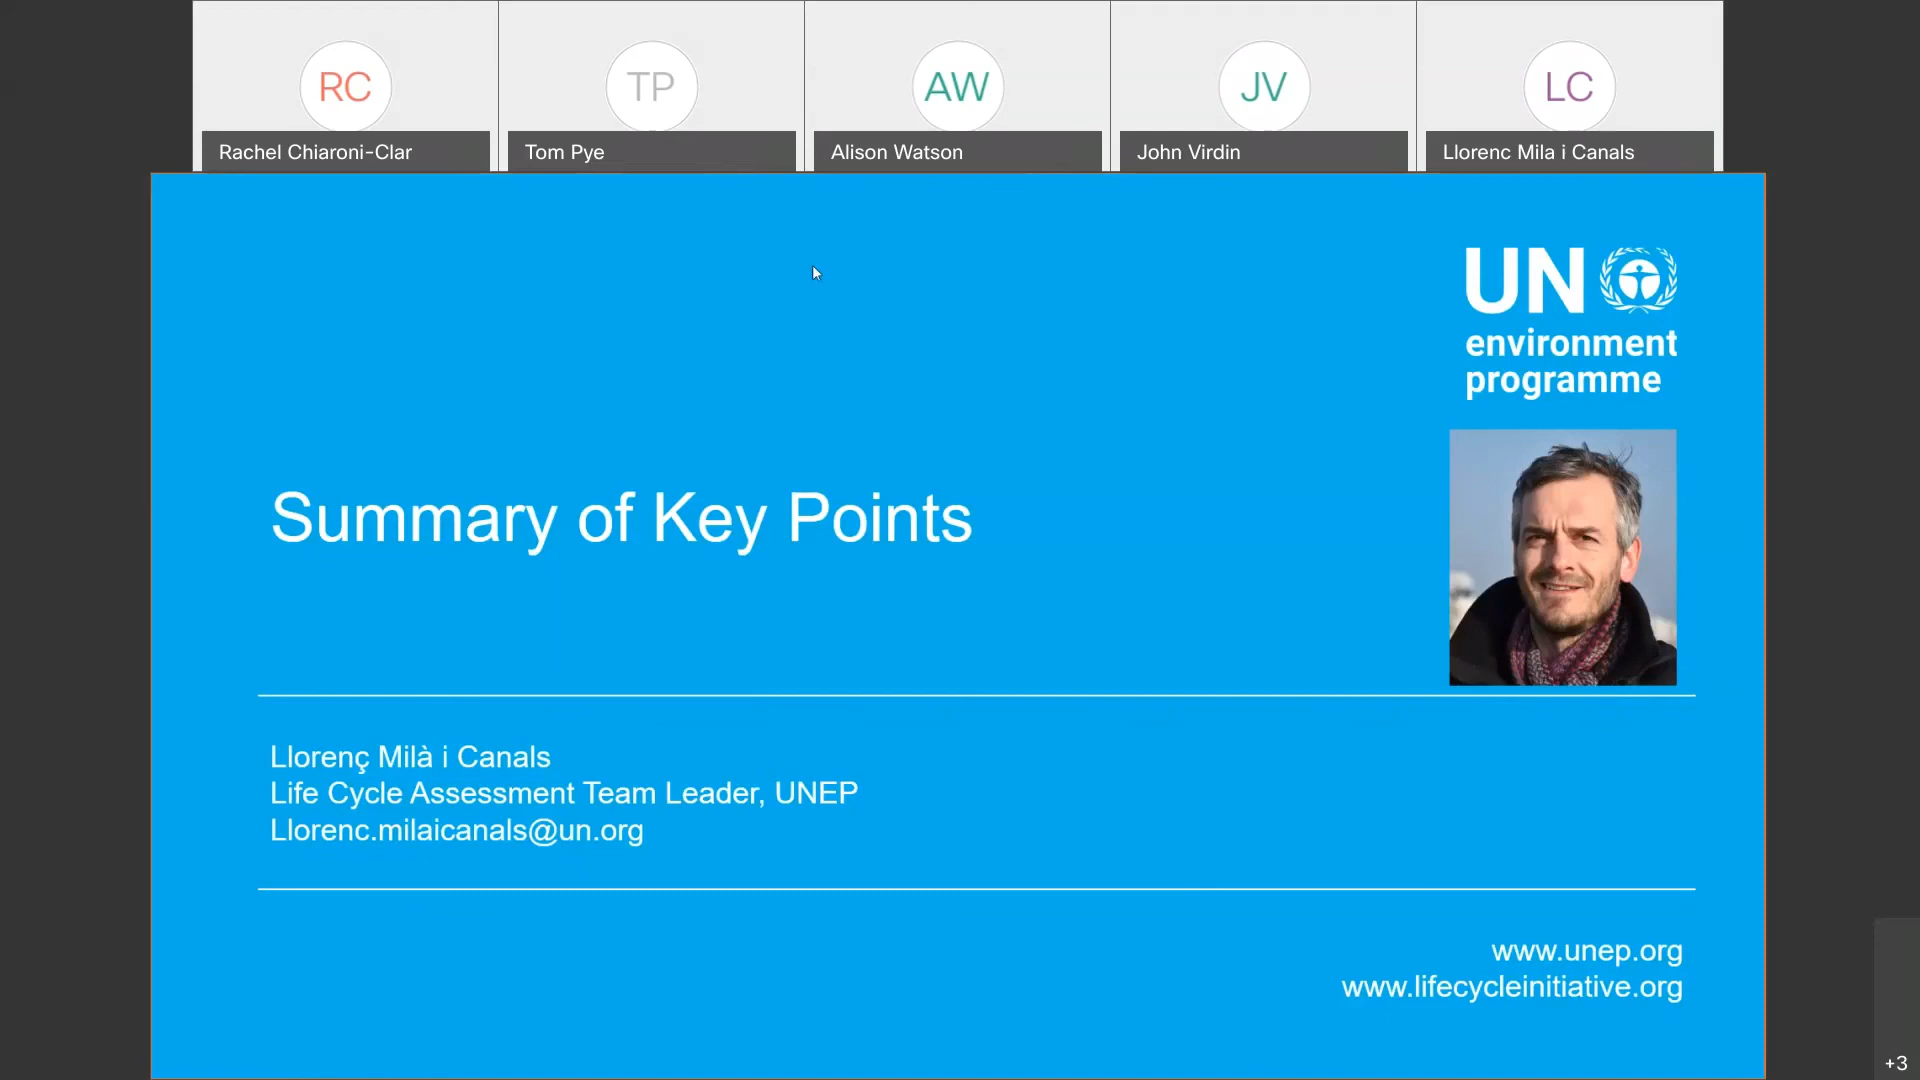 RC
TP
AW
JV
LC
Rachel Chiaroni-Clar
Tom Pye
Alison Watson
John Virdin
Llorenc Mila i Canals
UN
environment
programme
Summary of Key Points
Llorenç Milà i Canals
Life Cycle Assessment Team Leader, UNEP
Llorenc.milaicanals@un.org
www.unep.org
www.lifecycleinitiative.org
+3